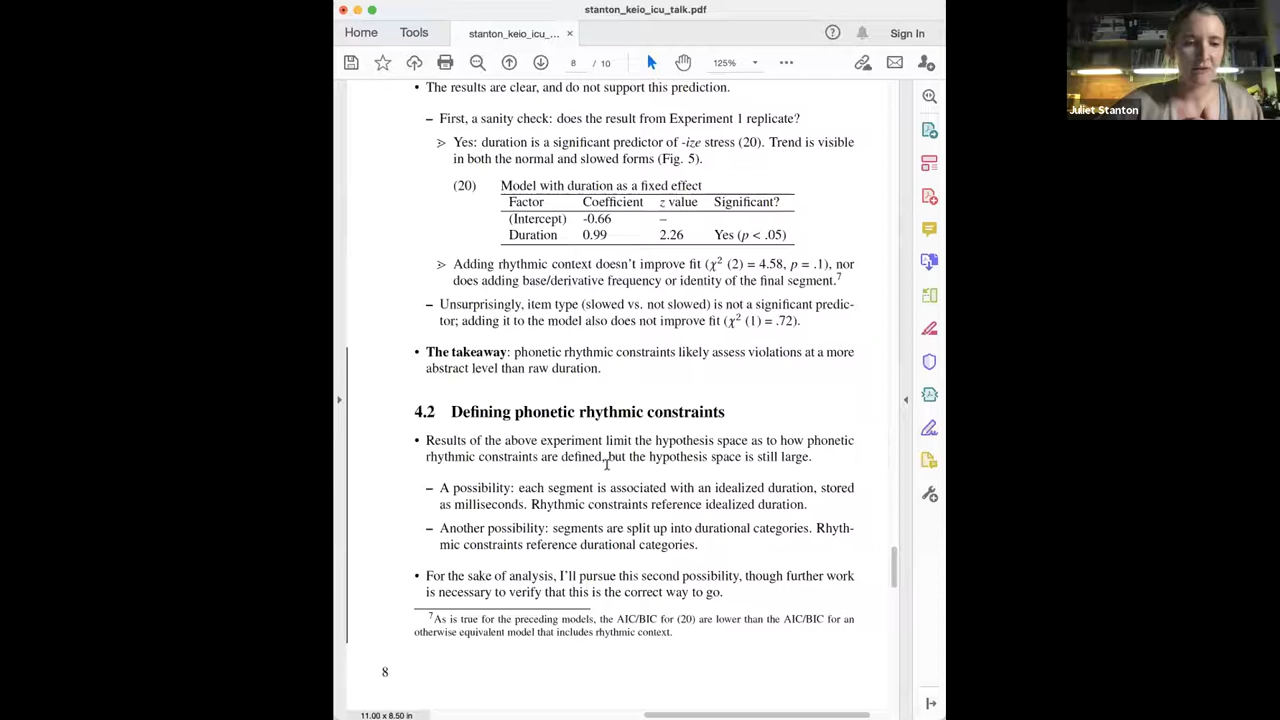 stanton_keio_icu_talk.pdf
Home Tools stanton_keio_icu_... × Sign In
8 / 10 125%
• The results are clear, and do not support this prediction.
– First, a sanity check: does the result from Experiment 1 replicate?
➢ Yes: duration is a significant predictor of -ize stress (20). Trend is visible
in both the normal and slowed forms (Fig. 5).
(20) Model with duration as a fixed effect
Factor Coefficient z value Significant?
(Intercept) -0.66 –
Duration 0.99 2.26 Yes (p < .05)
➢ Adding rhythmic context doesn't improve fit (χ² (2) = 4.58, p = .1), nor
does adding base/derivative frequency or identity of the final segment.⁷
– Unsurprisingly, item type (slowed vs. not slowed) is not a significant predic-
tor; adding it to the model also does not improve fit (χ² (1) = .72).
• The takeaway: phonetic rhythmic constraints likely assess violations at a more
abstract level than raw duration.
4.2 Defining phonetic rhythmic constraints
• Results of the above experiment limit the hypothesis space as to how phonetic
rhythmic constraints are defined, but the hypothesis space is still large.
– A possibility: each segment is associated with an idealized duration, stored
as milliseconds. Rhythmic constraints reference idealized duration.
– Another possibility: segments are split up into durational categories. Rhyth-
mic constraints reference durational categories.
• For the sake of analysis, I'll pursue this second possibility, though further work
is necessary to verify that this is the correct way to go.
⁷As is true for the preceding models, the AIC/BIC for (20) are lower than the AIC/BIC for an
otherwise equivalent model that includes rhythmic context.
8
11.00 x 8.50 in
Juliet Stanton